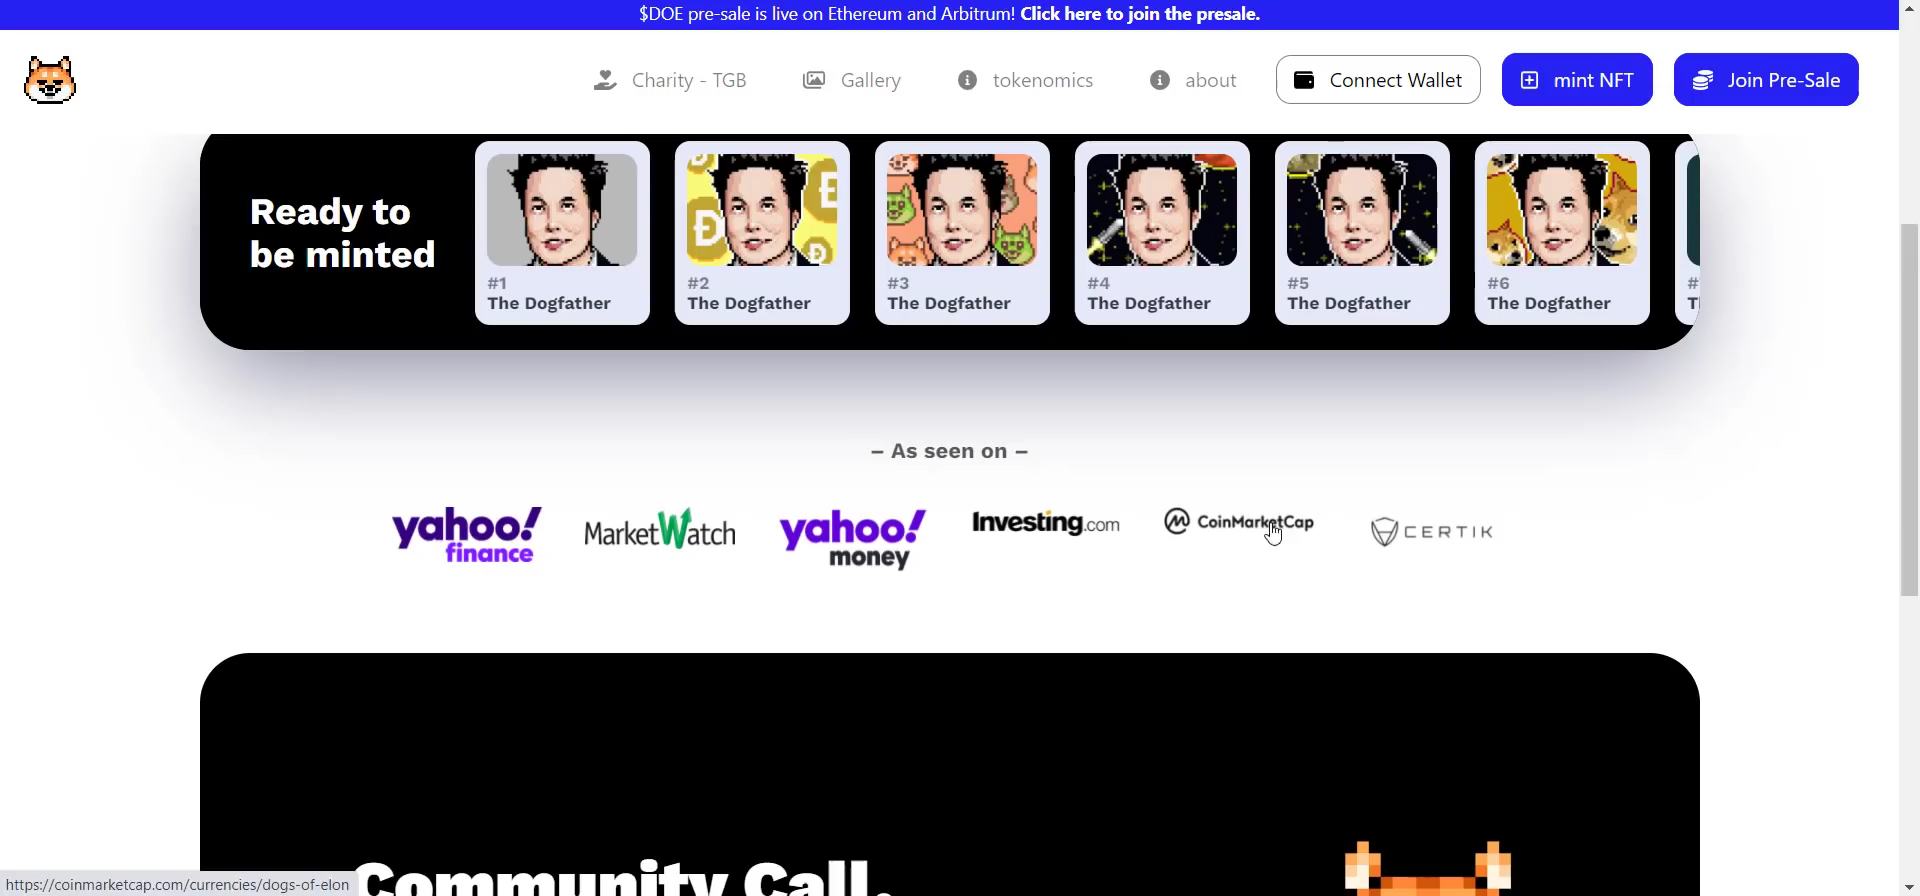 $DOE pre-sale is live on Ethereum and Arbitrum! Click here to join the presale.
Charity - TGB
Gallery
tokenomics
about
Connect Wallet
mint NFT
Join Pre-Sale
Ready to
be minted
#1
The Dogfather
#2
The Dogfather
#3
The Dogfather
#4
The Dogfather
#5
The Dogfather
#6
The Dogfather
– As seen on –
yahoo!
finance
MarketWatch
yahoo!
money
Investing.com
CoinMarketCap
CERTIK
Community Call.
https://coinmarketcap.com/currencies/dogs-of-elon